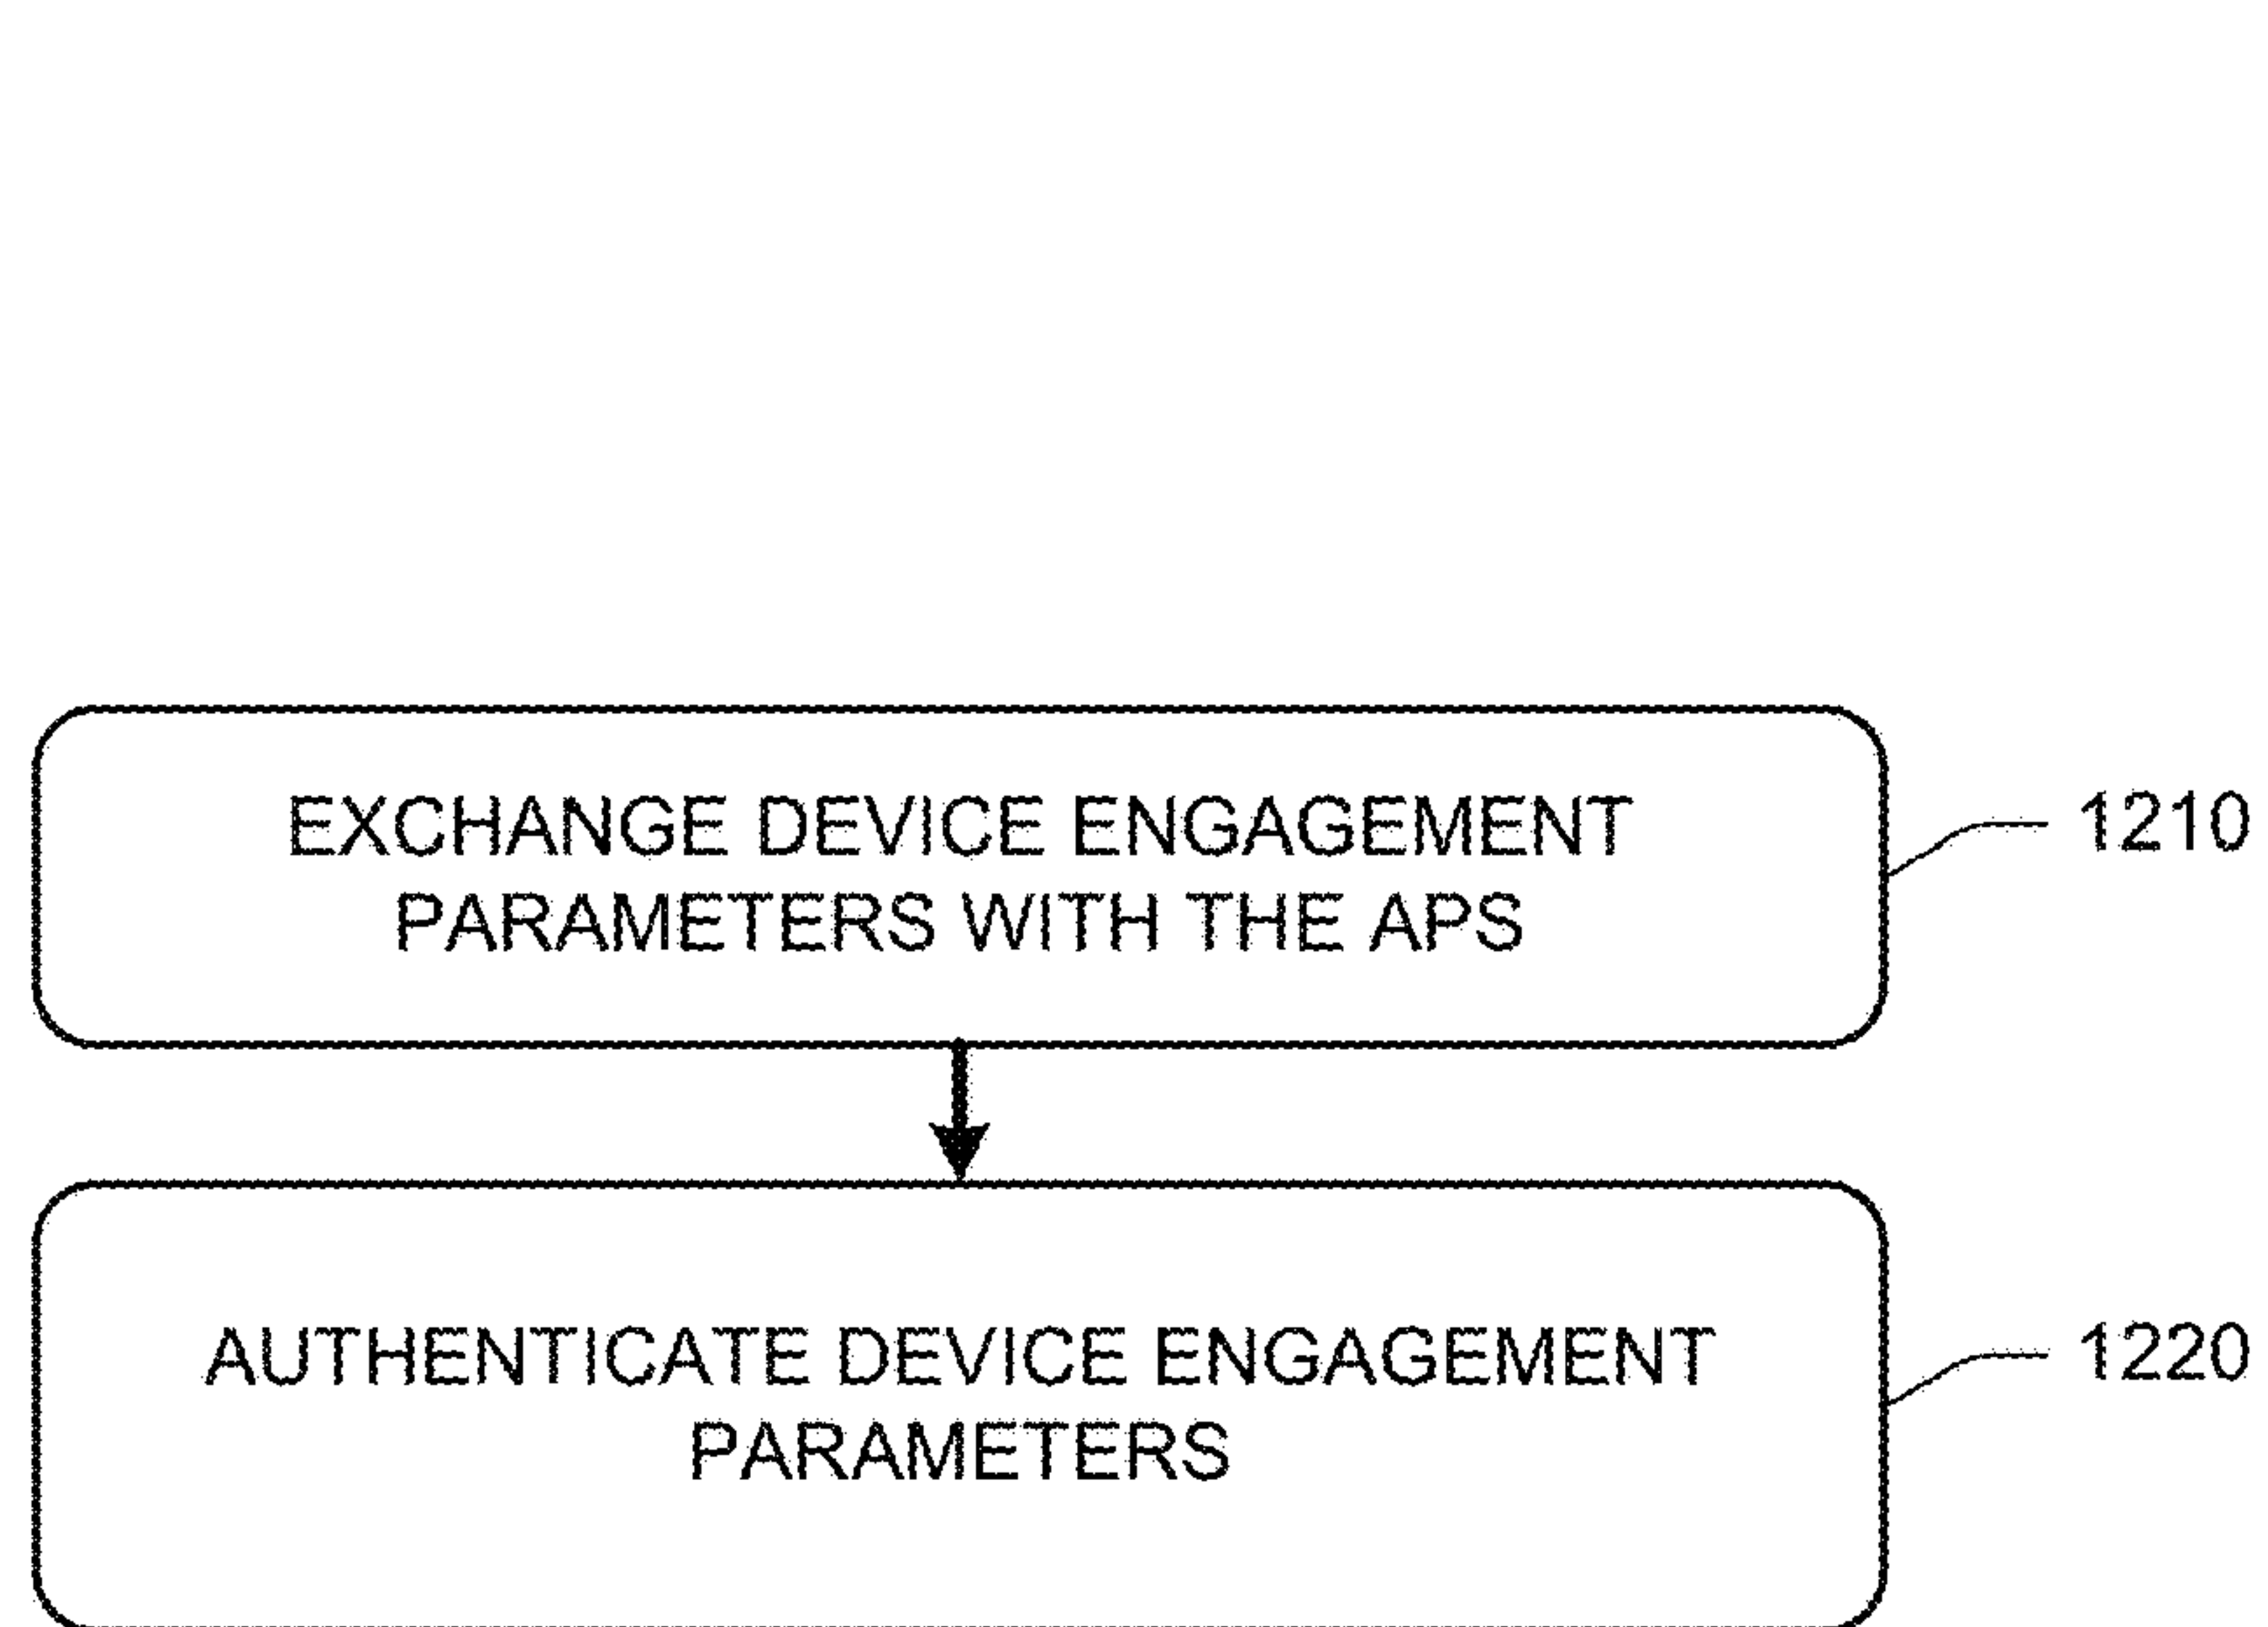 EXCHANGE DEVICE ENGAGEMENT
PARAMETERS WITH THE APS
1210
AUTHENTICATE DEVICE ENGAGEMENT
PARAMETERS
1220